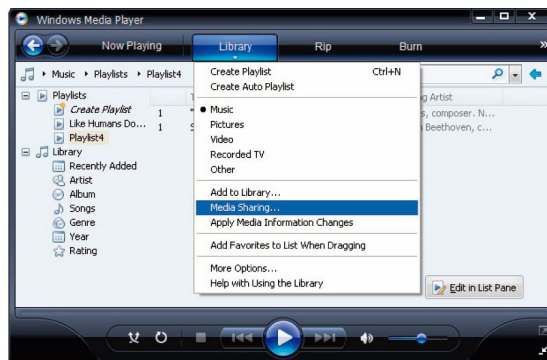 Windows Media Player
Now Playing
Library
Rip
Burn
»
Music ▸ Playlists ▸ Playlist4
Playlists
Create Playlist
Like Humans Do...
Playlist4
Library
Recently Added
Artist
Album
Songs
Genre
Year
Rating
1
1
Create Playlist Ctrl+N
Create Auto Playlist
Music
Pictures
Video
Recorded TV
Other
Add to Library...
Media Sharing...
Apply Media Information Changes
Add Favorites to List When Dragging
More Options...
Help with Using the Library
g Artist
s, composer. N...
Beethoven, c...
Edit in List Pane